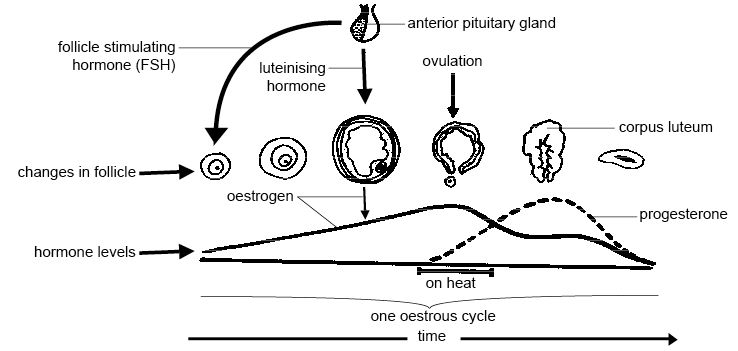 anterior pituitary gland
follicle stimulating
hormone (FSH)
luteinising
hormone
ovulation
corpus luteum
changes in follicle
oestrogen
progesterone
hormone levels
on heat
one oestrous cycle
time